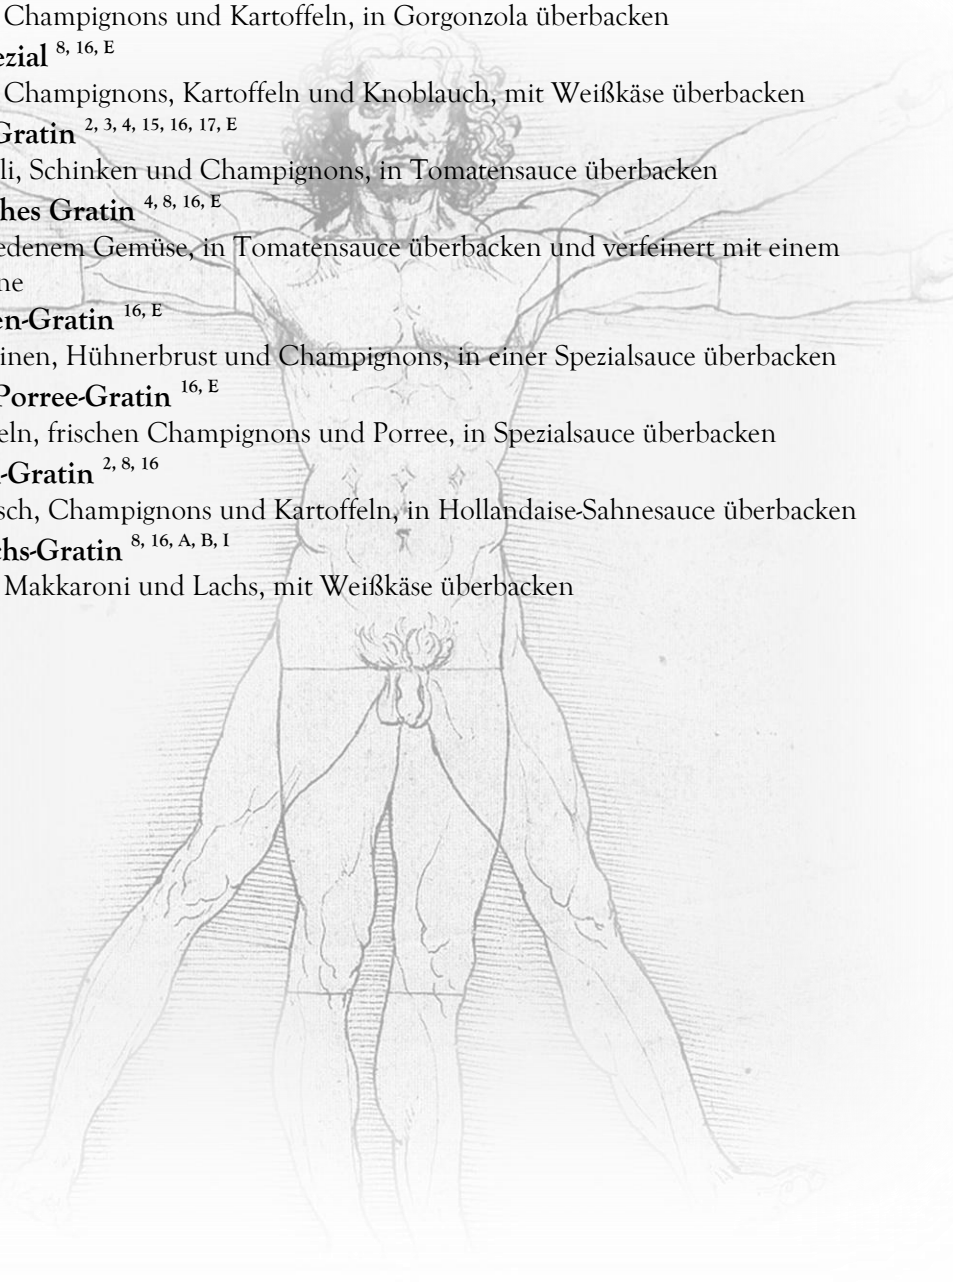 Champignons und Kartoffeln, in Gorgonzola überbacken
ezial 8, 16, E
Champignons, Kartoffeln und Knoblauch, mit Weißkäse überbacken
Gratin 2, 3, 4, 15, 16, 17, E
li, Schinken und Champignons, in Tomatensauce überbacken
hes Gratin 4, 8, 16, E
edenem Gemüse, in Tomatensauce überbacken und verfeinert mit einem
ne
en-Gratin 16, E
inen, Hühnerbrust und Champignons, in einer Spezialsauce überbacken
Porree-Gratin 16, E
eln, frischen Champignons und Porree, in Spezialsauce überbacken
-Gratin 2, 8, 16
sch, Champignons und Kartoffeln, in Hollandaise-Sahnesauce überbacken
chs-Gratin 8, 16, A, B, I
Makkaroni und Lachs, mit Weißkäse überbacken